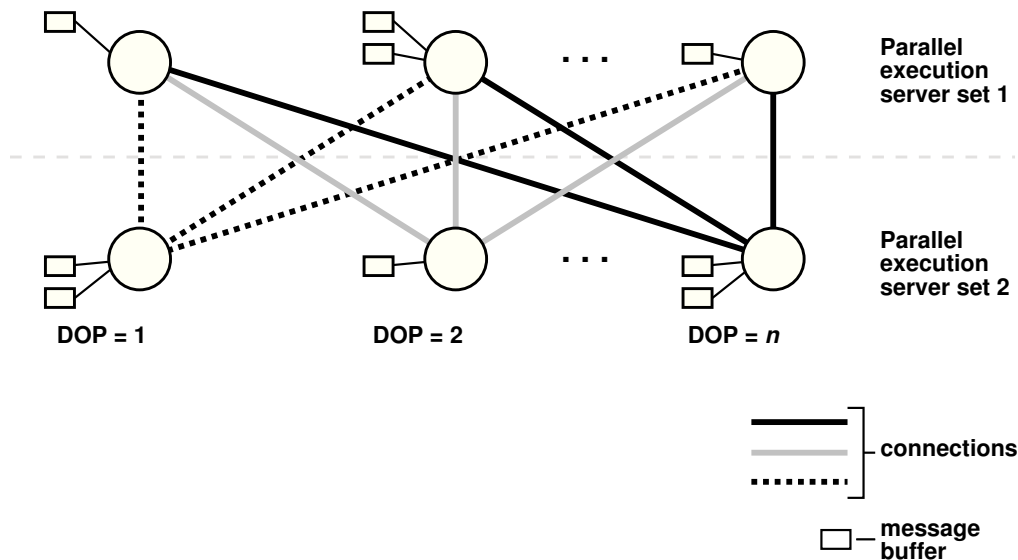 . . .
Parallel
execution
server set 1
. . .
Parallel
execution
server set 2
DOP = 1
DOP = 2
DOP = n
connections
message
buffer